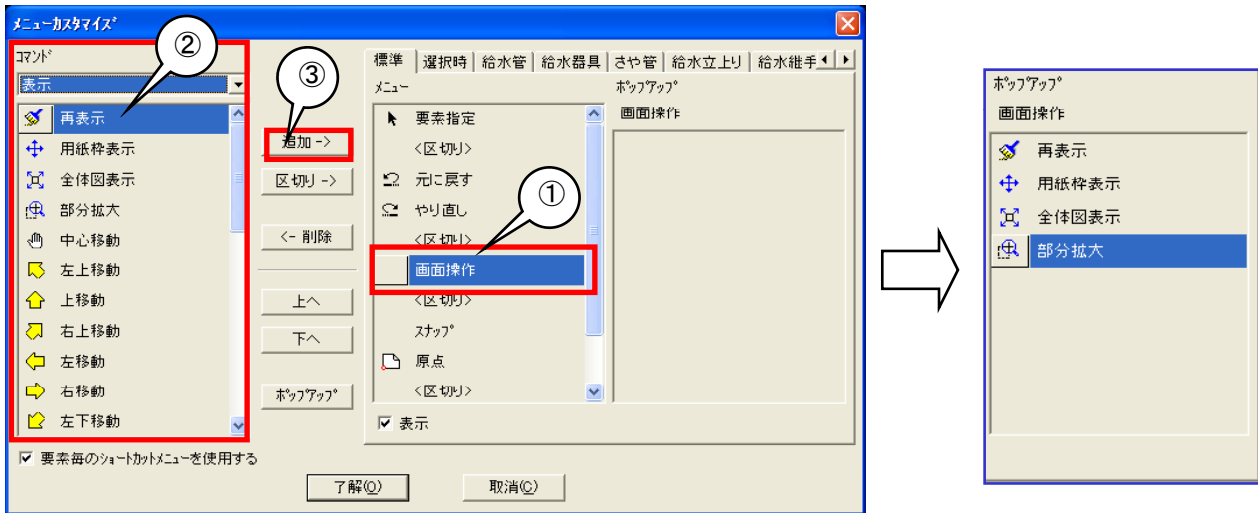 ﾒﾆｭｰｶｽﾀﾏｲｽﾞ
②
ｺﾏﾝﾄﾞ
表示
再表示
用紙枠表示
全体図表示
部分拡大
中心移動
左上移動
上移動
右上移動
左移動
右移動
左下移動
③
追加 ->
区切り ->
<- 削除
上へ
下へ
ﾎﾟｯﾌﾟｱｯﾌﾟ
標準
選択時
給水管
給水器具
さや管
給水立上り
給水継手
ﾒﾆｭｰ
要素指定
<区切り>
元に戻す
やり直し
<区切り>
①
画面操作
<区切り>
ｽﾅｯﾌﾟ
原点
<区切り>
ﾎﾟｯﾌﾟｱｯﾌﾟ
画面操作
表示
要素毎のｼｮｰﾄｶｯﾄﾒﾆｭｰを使用する
了解(O)
取消(C)
ﾎﾟｯﾌﾟｱｯﾌﾟ
画面操作
再表示
用紙枠表示
全体図表示
部分拡大